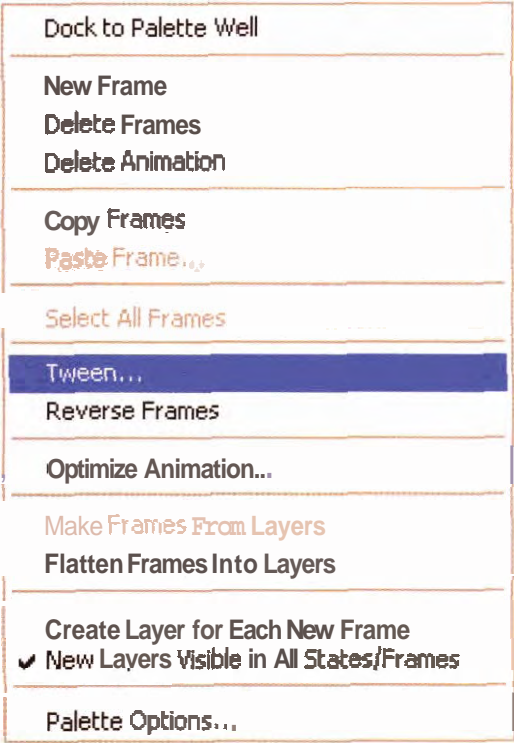 Dock to Palette Well
New Frame
Delete Frames
Delete Animation
Copy Frames
Paste Frame...
Select All Frames
Tween...
Reverse Frames
Optimize Animation...
Make Frames From Layers
Flatten Frames Into Layers
Create Layer for Each New Frame
✔ New Layers Visible in All States/Frames
Palette Options...